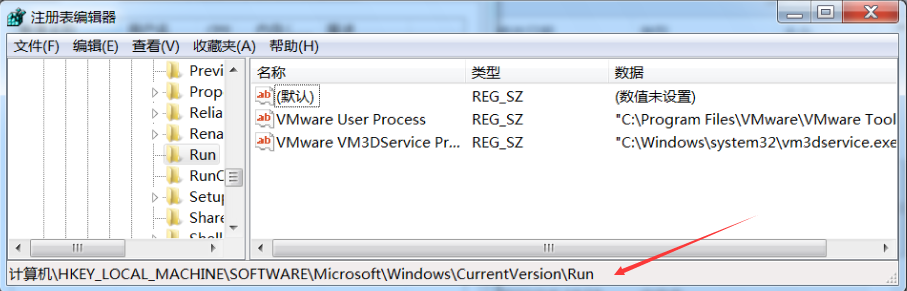 注册表编辑器
文件(F) 编辑(E) 查看(V) 收藏夹(A) 帮助(H)
Previ
Prop
Relia
Rena
Run
RunC
Setup
Share
Shell
名称 类型 数据
(默认) REG_SZ (数值未设置)
VMware User Process REG_SZ "C:\Program Files\VMware\VMware Tool
VMware VM3DService Pr... REG_SZ "C:\Windows\system32\vm3dservice.exe
计算机\HKEY_LOCAL_MACHINE\SOFTWARE\Microsoft\Windows\CurrentVersion\Run